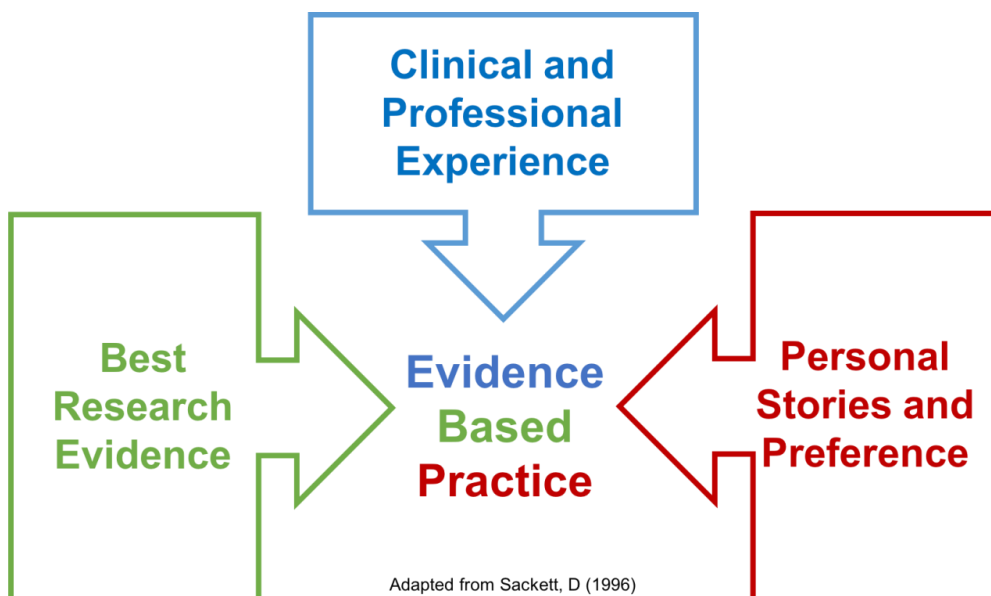 Clinical and
Professional
Experience
Best
Research
Evidence
Evidence
Based
Practice
Personal
Stories and
Preference
Adapted from Sackett, D (1996)